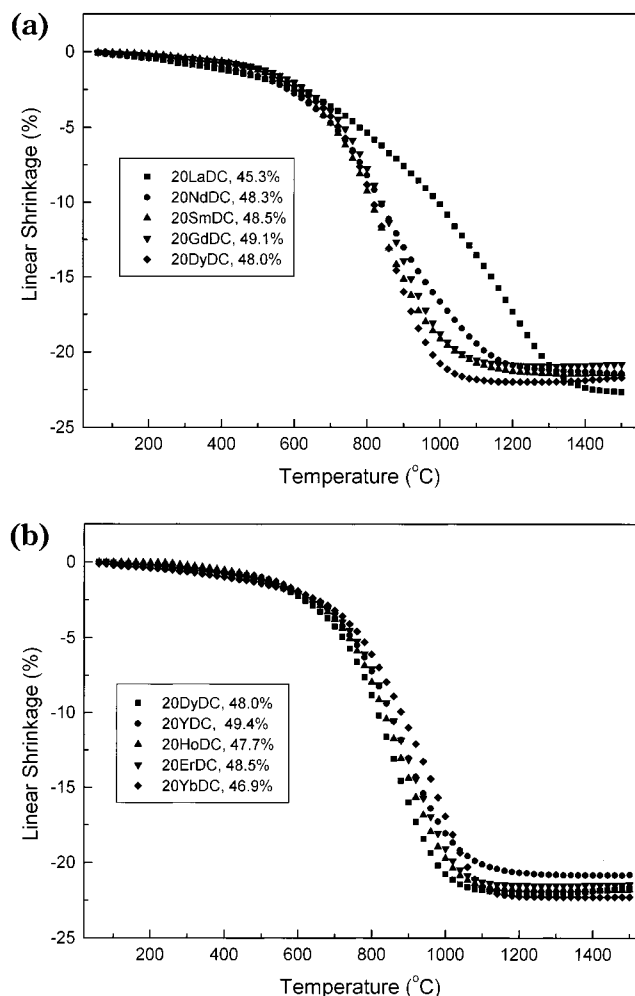 (a)
0
-5
-10
-15
-20
-25
Linear Shrinkage (%)
20LaDC, 45.3%
20NdDC, 48.3%
20SmDC, 48.5%
20GdDC, 49.1%
20DyDC, 48.0%
200 400 600 800 1000 1200 1400
Temperature (°C)
(b)
0
-5
-10
-15
-20
-25
Linear Shrinkage (%)
20DyDC, 48.0%
20YDC, 49.4%
20HoDC, 47.7%
20ErDC, 48.5%
20YbDC, 46.9%
200 400 600 800 1000 1200 1400
Temperature (°C)